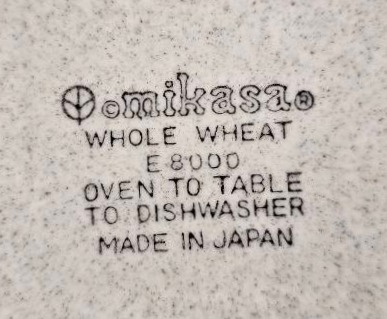 ©mikasa®
WHOLE WHEAT
E 8000
OVEN TO TABLE
TO DISHWASHER
MADE IN JAPAN